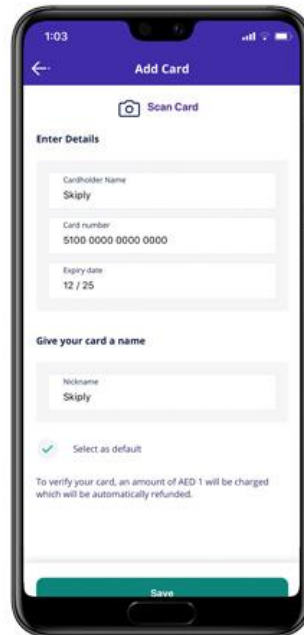 1:03
Add Card
Scan Card
Enter Details
Cardholder Name
Skiply
Card number
5100 0000 0000 0000
Expiry date
12 / 25
Give your card a name
Nickname
Skiply
Select as default
To verify your card, an amount of AED 1 will be charged
which will be automatically refunded.
Save